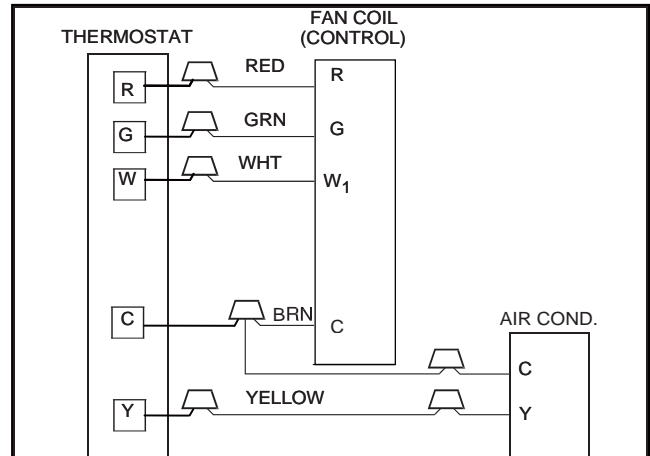 FAN COIL
(CONTROL)
THERMOSTAT
RED
R
R
GRN
G
G
WHT
W
W1
C
BRN
C
AIR COND.
C
YELLOW
Y
Y